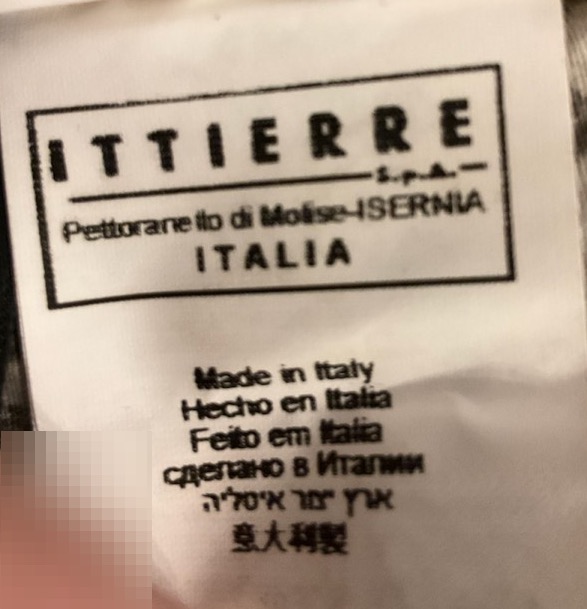 ITTIERRE
S.p.A.
Pettoranello di Molise-ISERNIA
ITALIA
Made in Italy
Hecho en Italia
Feito em Italia
сделано в Италии
ארץ יצור איטליה
意大利製